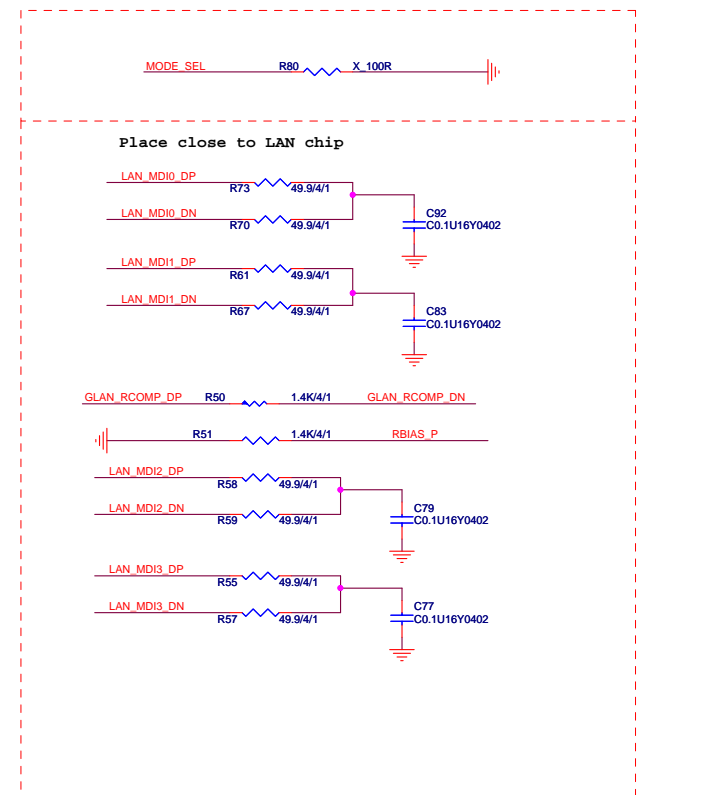 MODE_SEL R80 X_100R
Place close to LAN chip
LAN_MDI0_DP R73 49.9/4/1
LAN_MDI0_DN R70 49.9/4/1
C92
C0.1U16Y0402
LAN_MDI1_DP R61 49.9/4/1
LAN_MDI1_DN R67 49.9/4/1
C83
C0.1U16Y0402
GLAN_RCOMP_DP R50 1.4K/4/1 GLAN_RCOMP_DN
R51 1.4K/4/1 RBIAS_P
LAN_MDI2_DP R58 49.9/4/1
LAN_MDI2_DN R59 49.9/4/1
C79
C0.1U16Y0402
LAN_MDI3_DP R55 49.9/4/1
LAN_MDI3_DN R57 49.9/4/1
C77
C0.1U16Y0402